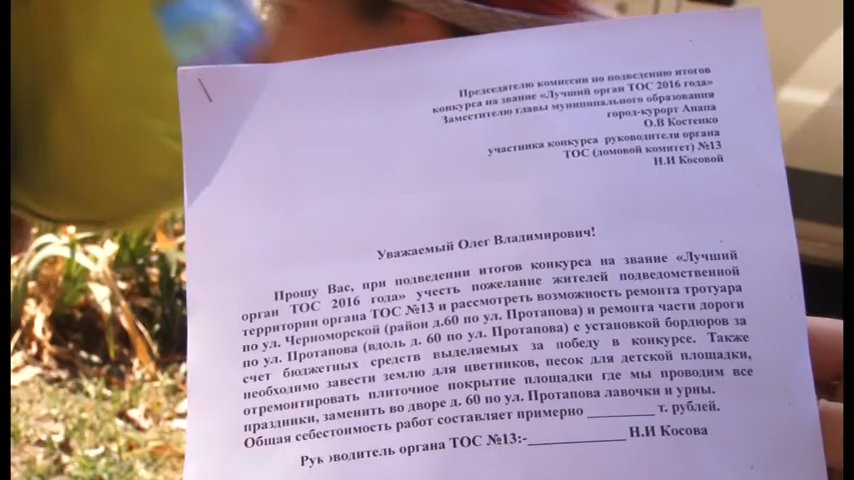 Председателю комиссии по подведению итогов
конкурса на звание «Лучший орган ТОС 2016 года»
Заместителю главы муниципального образования
город-курорт Анапа
О.В Костенко
участника конкурса руководителя органа
ТОС (домовой комитет) №13
Н.И Косовой
Уважаемый Олег Владимирович!
Прошу Вас, при подведении итогов конкурса на звание «Лучший
орган ТОС 2016 года» учесть пожелание жителей подведомственной
территории органа ТОС №13 и рассмотреть возможность ремонта тротуара
по ул. Черноморской (район д.60 по ул. Протапова) и ремонта части дороги
по ул. Протапова (вдоль д. 60 по ул. Протапова) с установкой бордюров за
счет бюджетных средств выделяемых за победу в конкурсе. Также
необходимо завести землю для цветников, песок для детской площадки,
отремонтировать плиточное покрытие площадки где мы проводим все
праздники, заменить во дворе д. 60 по ул. Протапова лавочки и урны.
Общая себестоимость работ составляет примерно ____________ т. рублей.
Руководитель органа ТОС №13:-________________ Н.И Косова